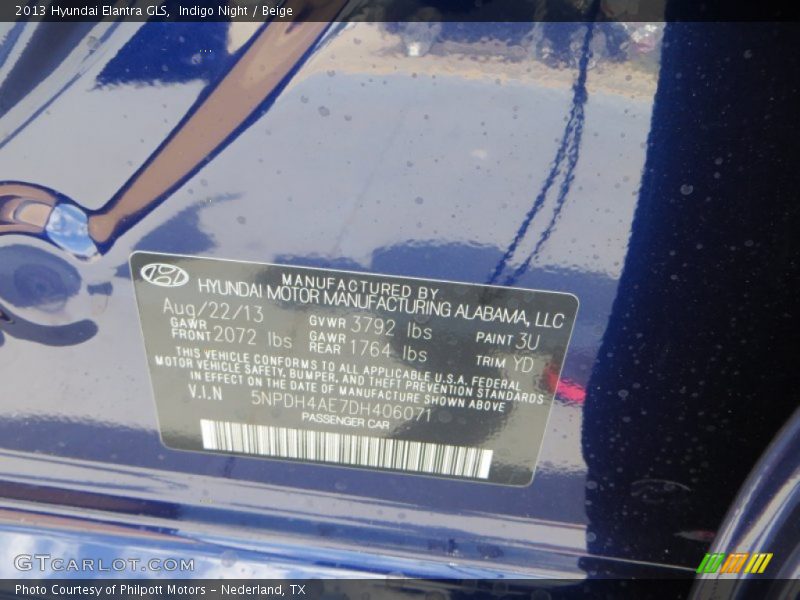 2013 Hyundai Elantra GLS, Indigo Night / Beige
MANUFACTURED BY
HYUNDAI MOTOR MANUFACTURING ALABAMA, LLC
Aug/22/13 GVWR 3792 lbs PAINT 3U
GAWR FRONT 2072 lbs GAWR REAR 1764 lbs TRIM YD
THIS VEHICLE CONFORMS TO ALL APPLICABLE U.S.A. FEDERAL
MOTOR VEHICLE SAFETY, BUMPER, AND THEFT PREVENTION STANDARDS
IN EFFECT ON THE DATE OF MANUFACTURE SHOWN ABOVE
V.I.N 5NPDH4AE7DH406071
PASSENGER CAR
GTCARLOT.COM
Photo Courtesy of Philpott Motors - Nederland, TX